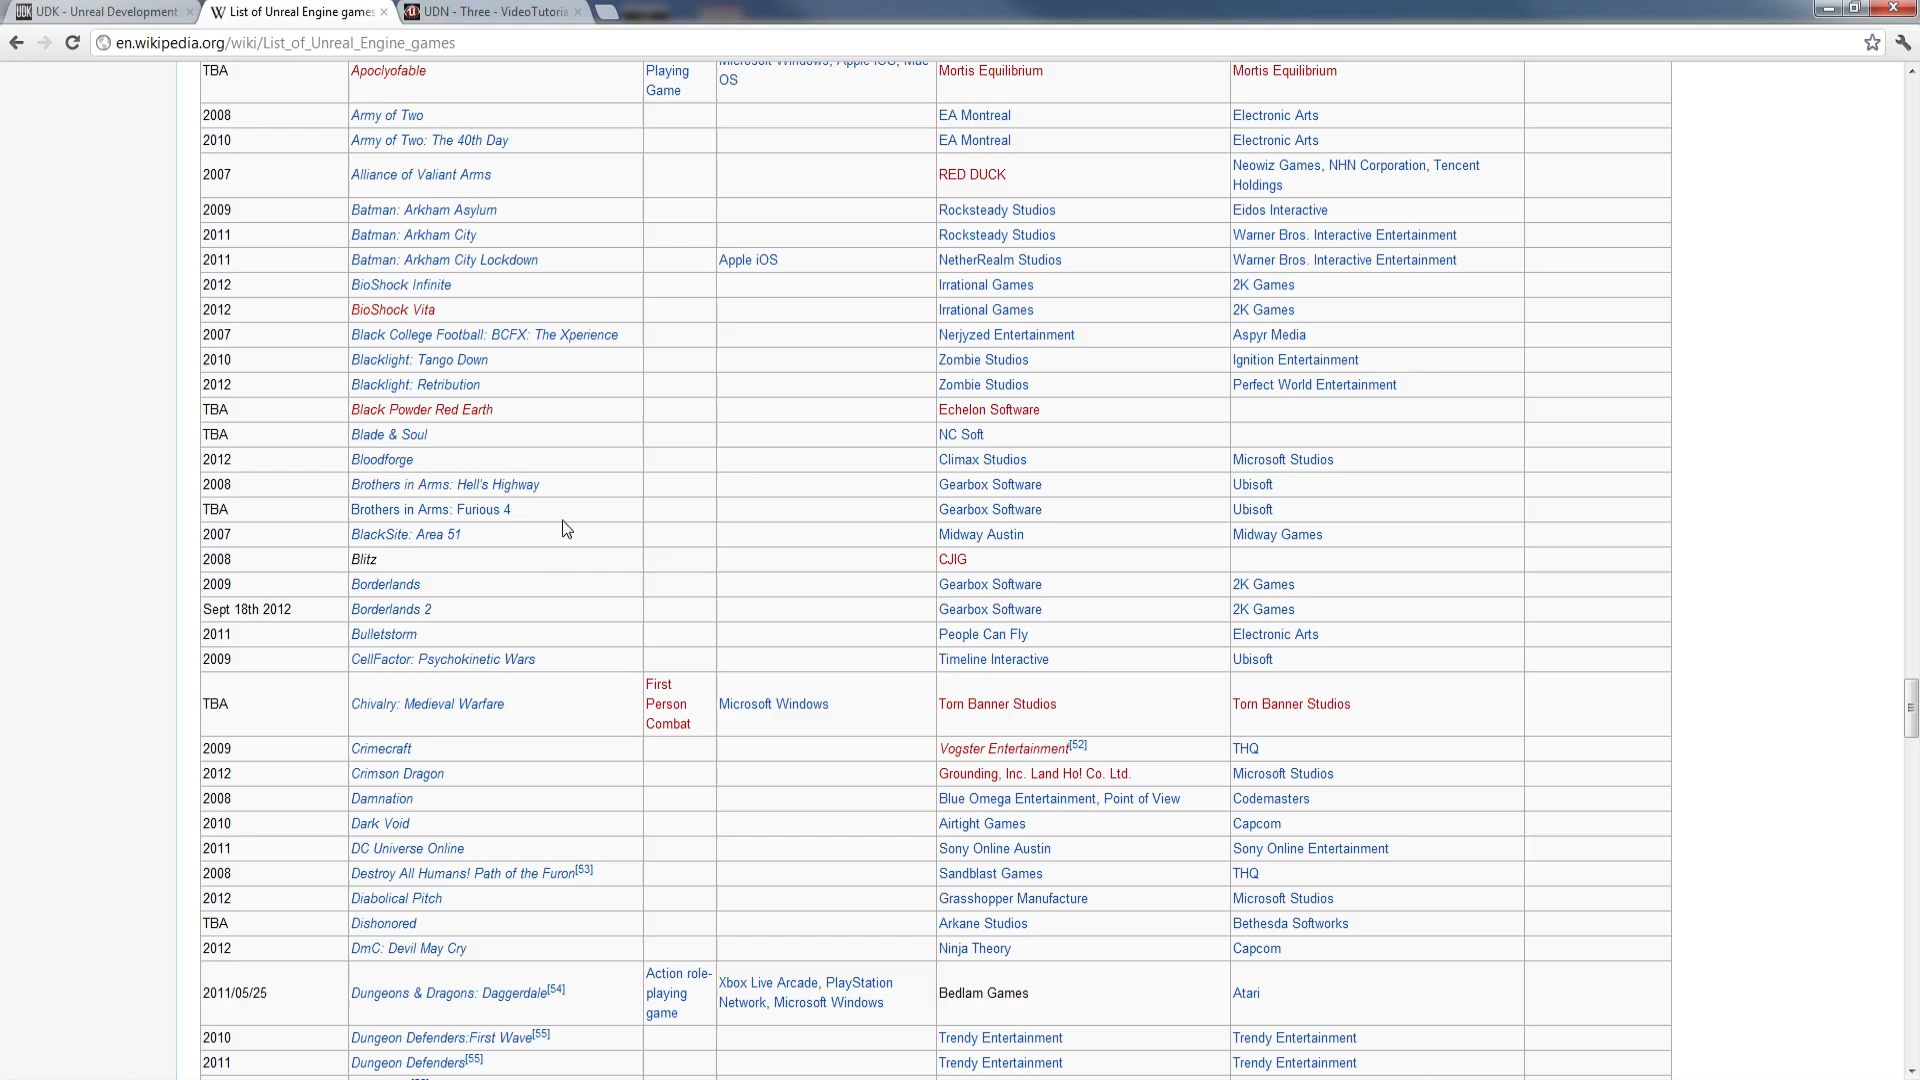 UDK - Unreal Development
List of Unreal Engine games
UDN - Three - VideoTutoria
en.wikipedia.org/wiki/List_of_Unreal_Engine_games
TBA Apoclyofable Playing Game Microsoft Windows, Apple iOS, Mac OS Mortis Equilibrium Mortis Equilibrium
2008 Army of Two EA Montreal Electronic Arts
2010 Army of Two: The 40th Day EA Montreal Electronic Arts
2007 Alliance of Valiant Arms RED DUCK Neowiz Games, NHN Corporation, Tencent Holdings
2009 Batman: Arkham Asylum Rocksteady Studios Eidos Interactive
2011 Batman: Arkham City Rocksteady Studios Warner Bros. Interactive Entertainment
2011 Batman: Arkham City Lockdown Apple iOS NetherRealm Studios Warner Bros. Interactive Entertainment
2012 BioShock Infinite Irrational Games 2K Games
2012 BioShock Vita Irrational Games 2K Games
2007 Black College Football: BCFX: The Xperience Nerjyzed Entertainment Aspyr Media
2010 Blacklight: Tango Down Zombie Studios Ignition Entertainment
2012 Blacklight: Retribution Zombie Studios Perfect World Entertainment
TBA Black Powder Red Earth Echelon Software
TBA Blade & Soul NC Soft
2012 Bloodforge Climax Studios Microsoft Studios
2008 Brothers in Arms: Hell's Highway Gearbox Software Ubisoft
TBA Brothers in Arms: Furious 4 Gearbox Software Ubisoft
2007 BlackSite: Area 51 Midway Austin Midway Games
2008 Blitz CJIG
2009 Borderlands Gearbox Software 2K Games
Sept 18th 2012 Borderlands 2 Gearbox Software 2K Games
2011 Bulletstorm People Can Fly Electronic Arts
2009 CellFactor: Psychokinetic Wars Timeline Interactive Ubisoft
TBA Chivalry: Medieval Warfare First Person Combat Microsoft Windows Torn Banner Studios Torn Banner Studios
2009 Crimecraft Vogster Entertainment[52] THQ
2012 Crimson Dragon Grounding, Inc. Land Ho! Co. Ltd. Microsoft Studios
2008 Damnation Blue Omega Entertainment, Point of View Codemasters
2010 Dark Void Airtight Games Capcom
2011 DC Universe Online Sony Online Austin Sony Online Entertainment
2008 Destroy All Humans! Path of the Furon[53] Sandblast Games THQ
2012 Diabolical Pitch Grasshopper Manufacture Microsoft Studios
TBA Dishonored Arkane Studios Bethesda Softworks
2012 DmC: Devil May Cry Ninja Theory Capcom
2011/05/25 Dungeons & Dragons: Daggerdale[54] Action role-playing game Xbox Live Arcade, PlayStation Network, Microsoft Windows Bedlam Games Atari
2010 Dungeon Defenders:First Wave[55] Trendy Entertainment Trendy Entertainment
2011 Dungeon Defenders[55] Trendy Entertainment Trendy Entertainment